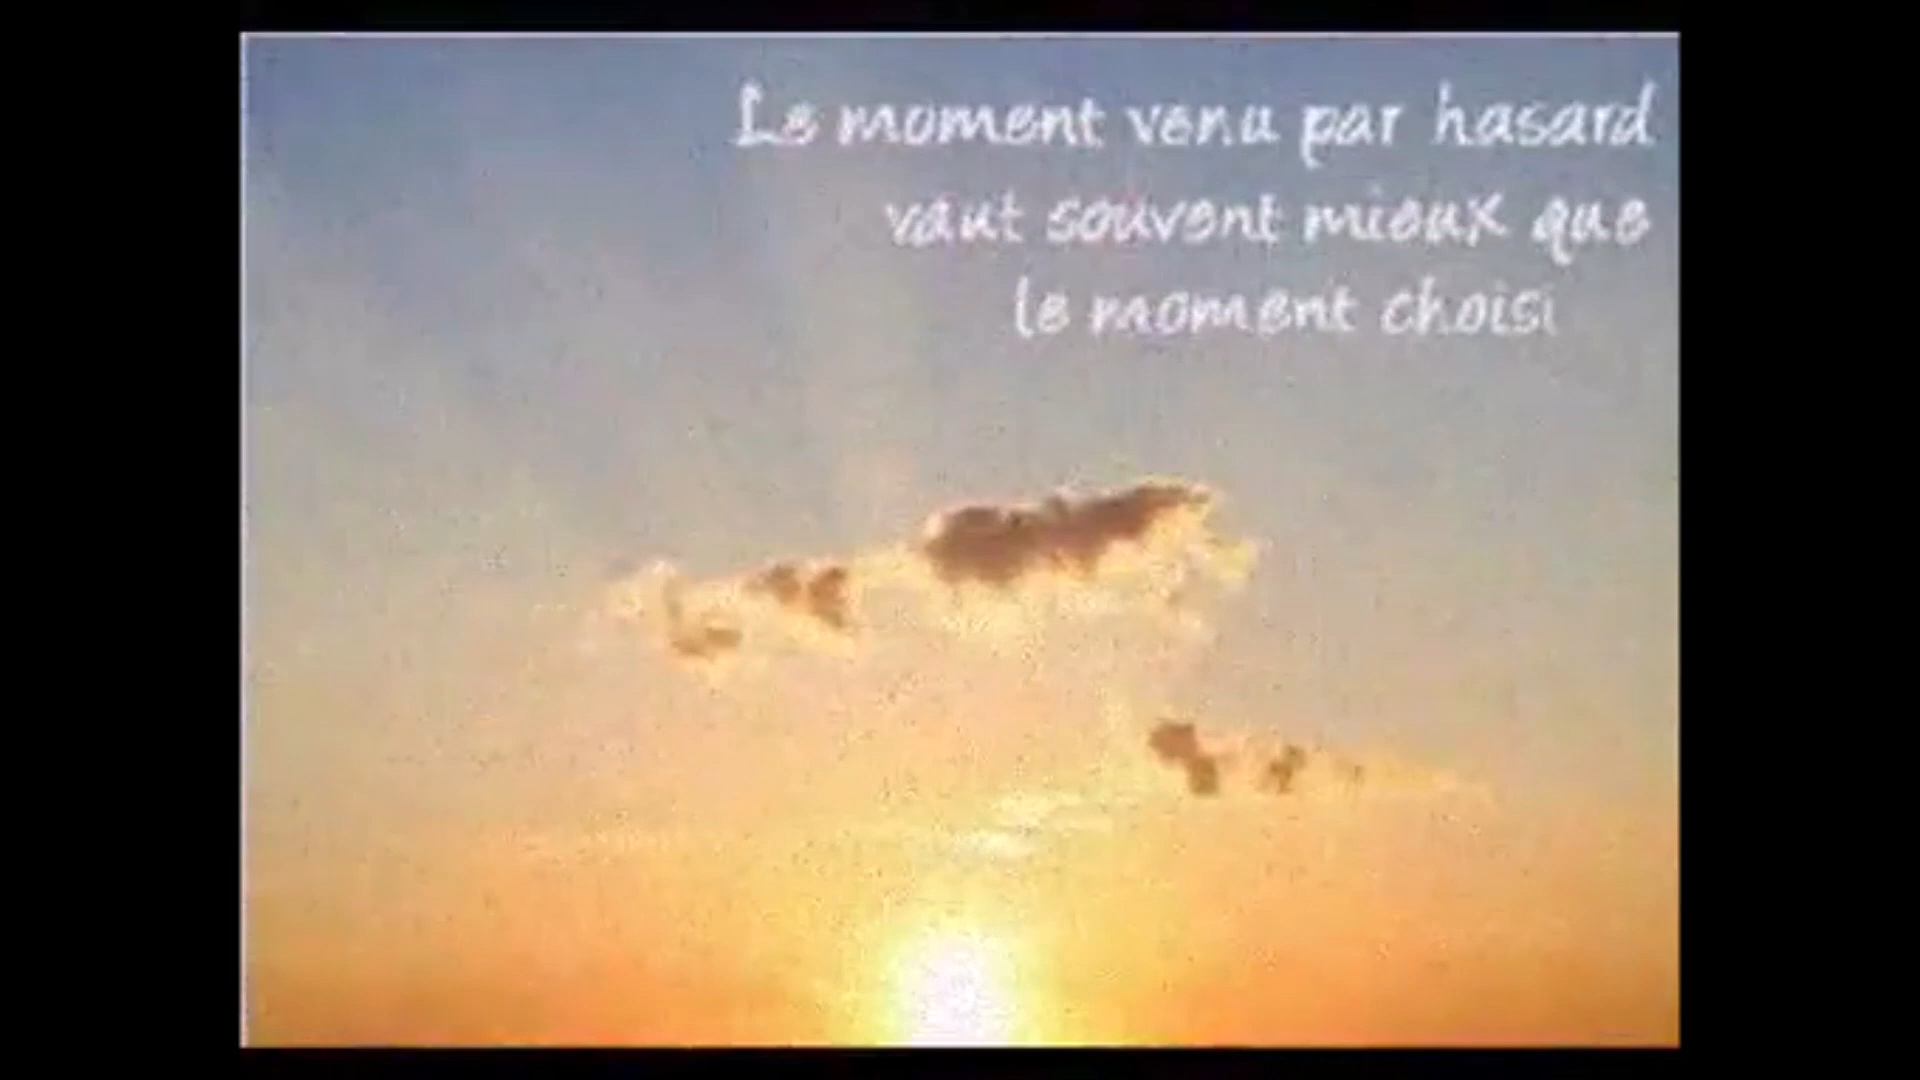 Le moment venu par hasard
vaut souvent mieux que
le moment choisi